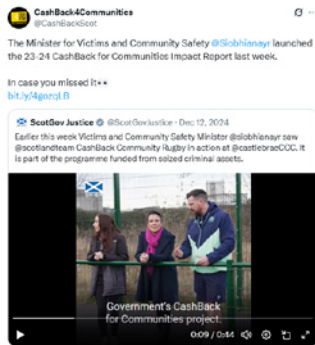 CashBack4Communities
@CashBackScot
The Minister for Victims and Community Safety @Siobhianayr launched
the 23-24 CashBack for Communities Impact Report last week.
In case you missed it
bit.ly/4gozqLB
ScotGov Justice @ScotGovJustice · Dec 12, 2024
Earlier this week Victims and Community Safety Minister @siobhianayr saw
@scotlandteam CashBack Community Rugby in action at @castlebraeCCC. It
is part of the programme funded from seized criminal assets.
Government's CashBack
for Communities project.
0:09 / 0:44